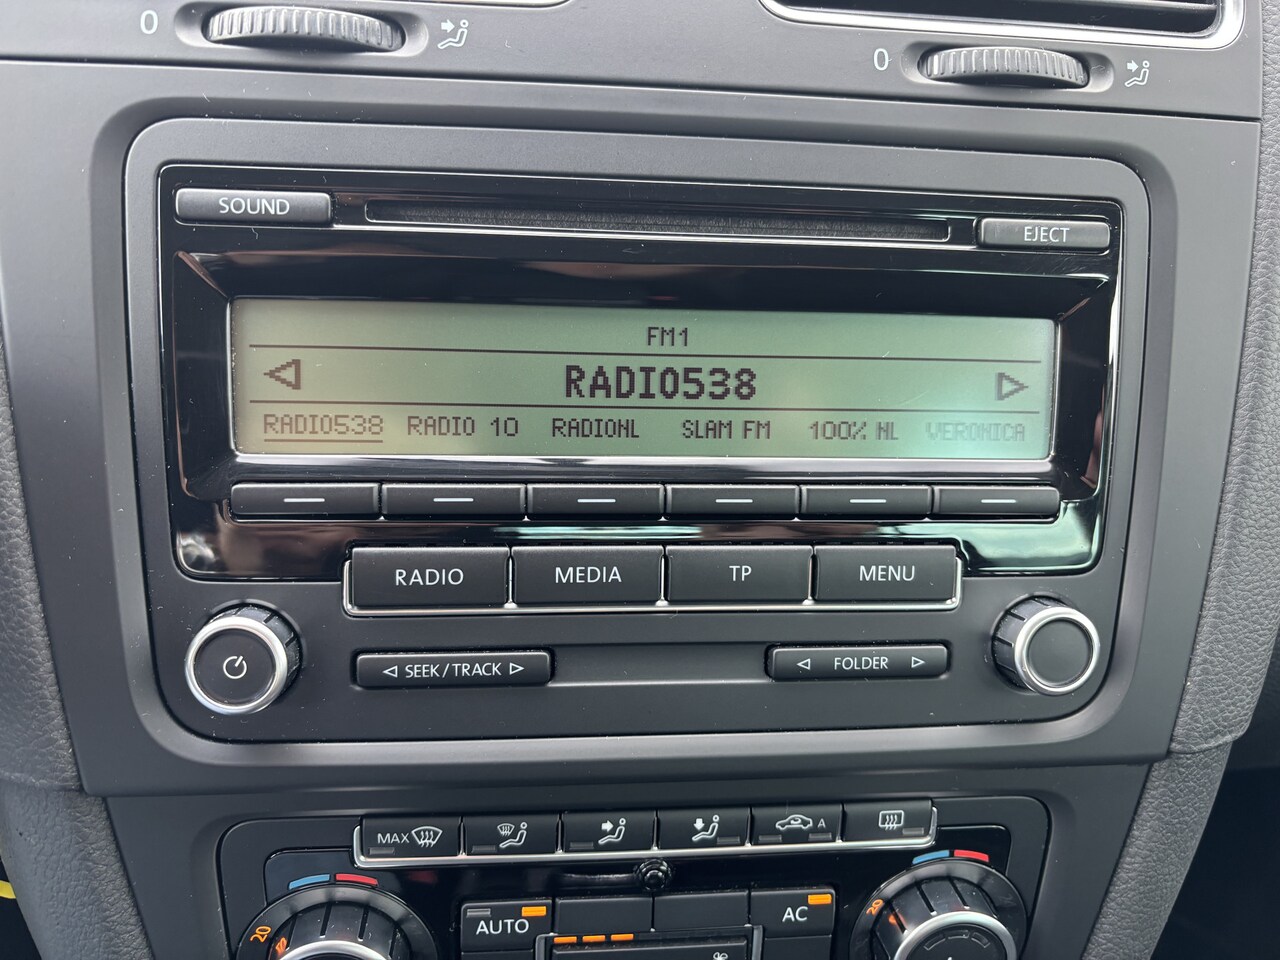 0
0
SOUND
EJECT
FM1
RADIO538
RADIO538 RADIO 10 RADIONL SLAM FM 100% NL VERONICA
RADIO MEDIA TP MENU
SEEK / TRACK FOLDER
MAX A
AUTO AC
20 20